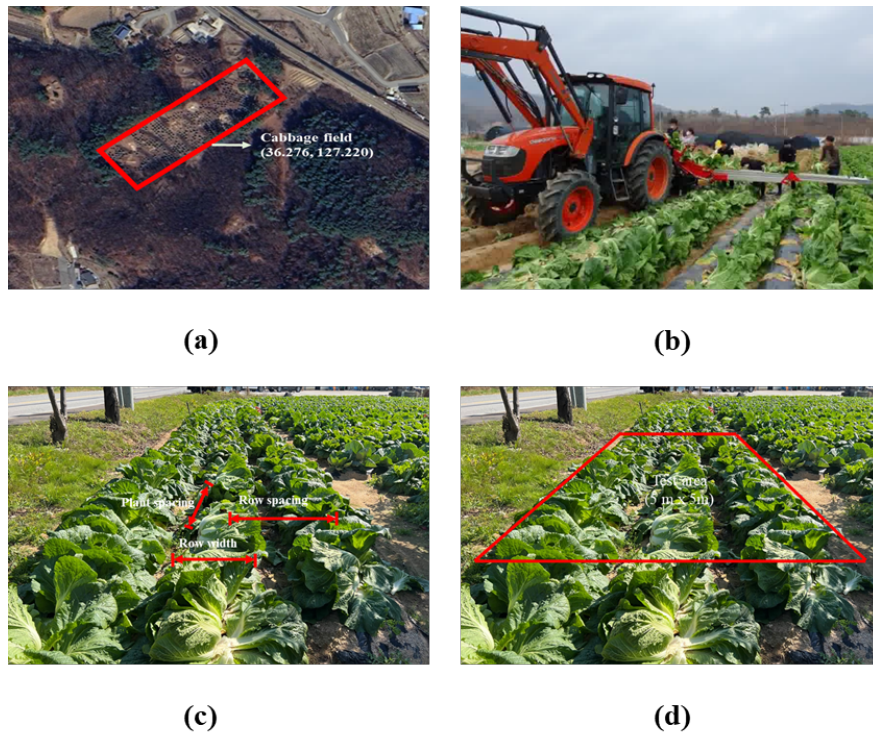 Cabbage field
(36.276, 127.220)
(a)
(b)
Plant spacing
Row spacing
Row width
(c)
Test area
(5 m x 5m)
(d)